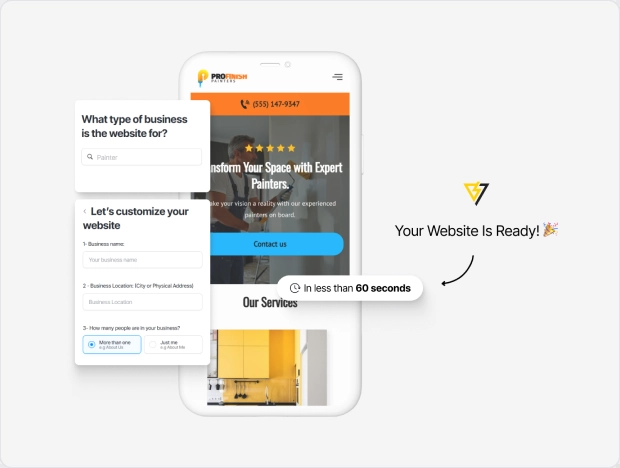 PROFINISH
PAINTERS
(555) 147-9347
What type of business
is the website for?
Painter
ansform Your Space with Expert
Painters.
ake your vision a reality with our experienced
painters on board.
Contact us
Let's customize your
website
1- Business name:
Your business name
2 - Business Location: (City or Physical Address)
Business Location
3- How many people are in your business?
More than one
e.g About Us
Just me
e.g About Me
In less than 60 seconds
Our Services
Your Website Is Ready!